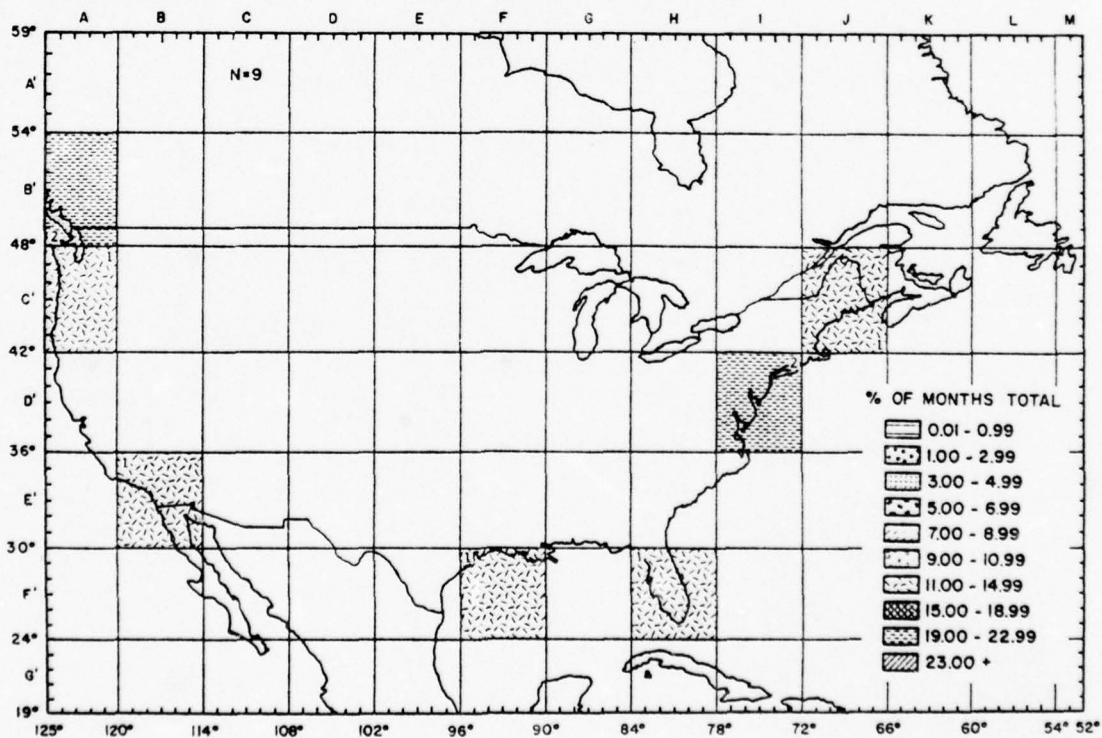 A B C D E F G H I J K L M
59°
A'
N=9
54°
B'
48°
C'
42°
D'
% OF MONTHS TOTAL
0.01 - 0.99
1.00 - 2.99
36°
3.00 - 4.99
5.00 - 6.99
E'
7.00 - 8.99
30°
9.00 - 10.99
11.00 - 14.99
F'
15.00 - 18.99
24°
19.00 - 22.99
G'
23.00 +
19°
125° 120° 114° 108° 102° 96° 90° 84° 78° 72° 66° 60° 54° 52°